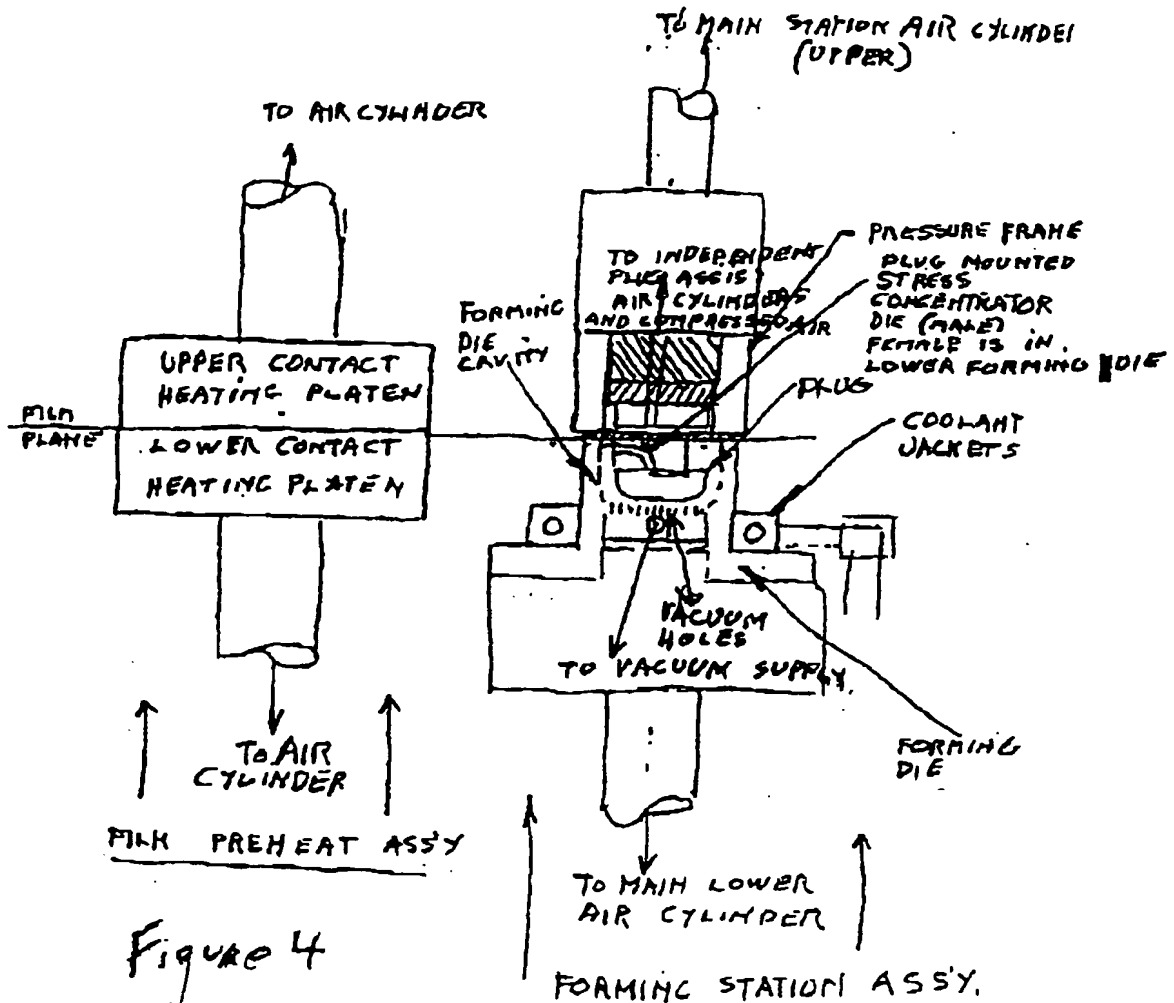 TO MAIN STATION AIR CYLINDER
(UPPER)
TO AIR CYLINDER
PRESSURE FRAME
PLUG MOUNTED
STRESS
CONCENTRATOR
DIE (MALE)
FEMALE IS IN
LOWER FORMING DIE
TO INDEPENDENT
PLUG ASSIS
AIR CYLINDERS
AND COMPRESSED AIR
FORMING
DIE
CAVITY
PLUG
COOLANT
JACKETS
UPPER CONTACT
HEATING PLATEN
FILM
PLANE
LOWER CONTACT
HEATING PLATEN
VACUUM
HOLES
TO VACUUM SUPPLY.
FORMING
DIE
TO AIR
CYLINDER
FILM PREHEAT ASS'Y
TO MAIN LOWER
AIR CYLINDER
Figure 4
FORMING STATION ASS'Y.